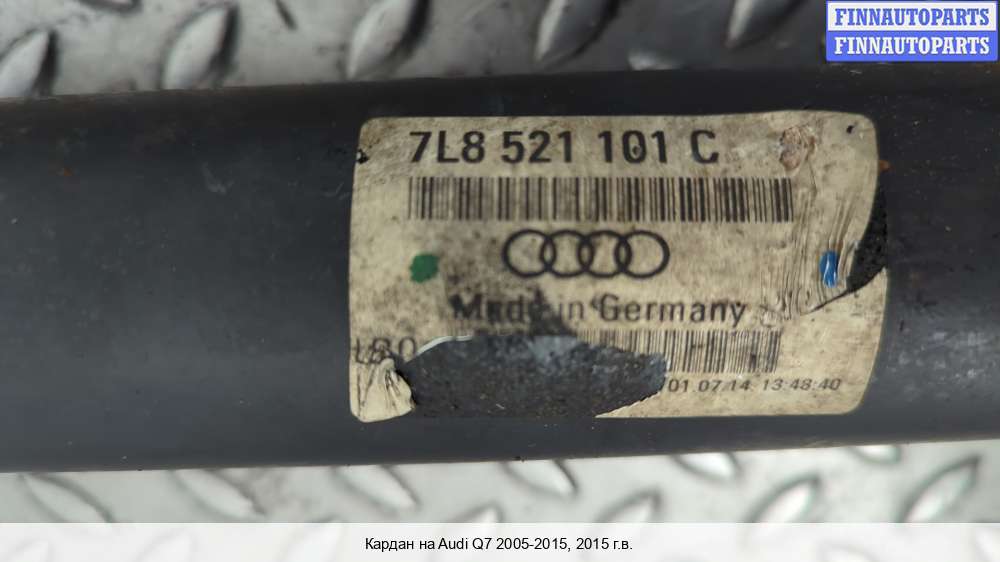 FINNAUTOPARTS
FINNAUTOPARTS
7L8 521 101 C
Made in Germany
01.07.14 13:48:40
Кардан на Audi Q7 2005-2015, 2015 г.в.